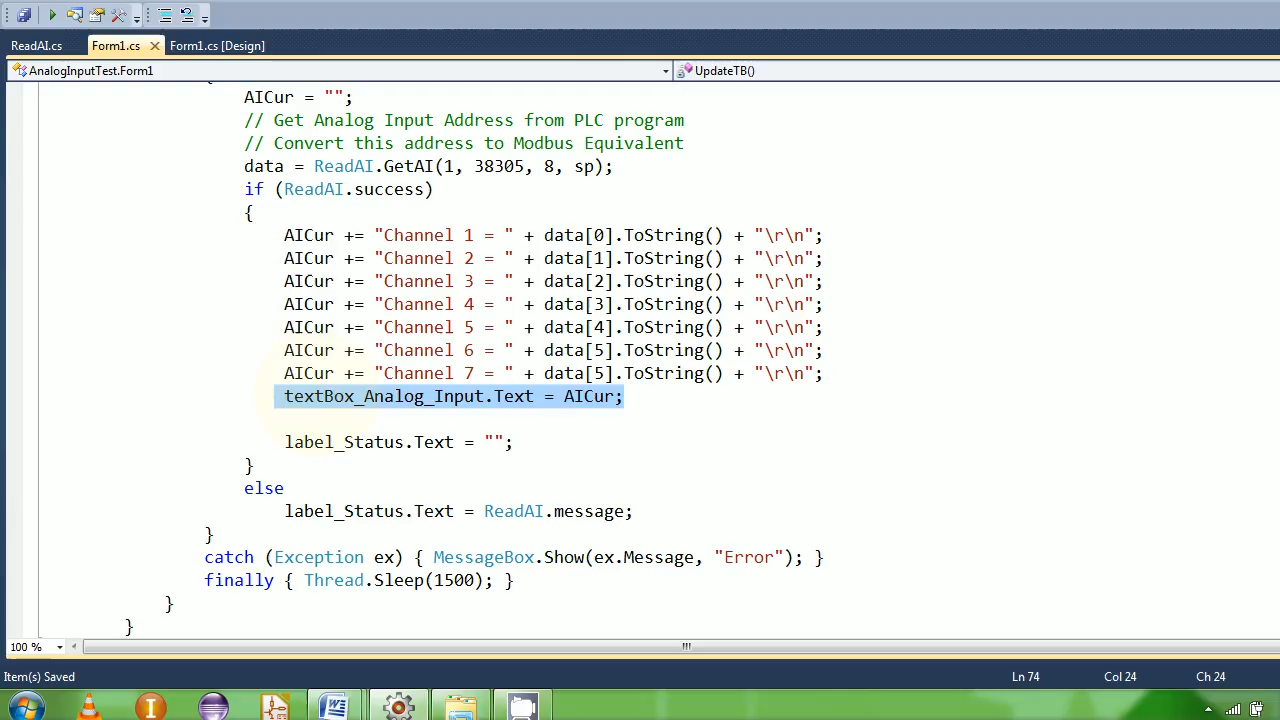 ReadAI.cs Form1.cs Form1.cs [Design]
AnalogInputTest.Form1 UpdateTB()
AICur = "";
// Get Analog Input Address from PLC program
// Convert this address to Modbus Equivalent
data = ReadAI.GetAI(1, 38305, 8, sp);
if (ReadAI.success)
{
AICur += "Channel 1 = " + data[0].ToString() + "\r\n";
AICur += "Channel 2 = " + data[1].ToString() + "\r\n";
AICur += "Channel 3 = " + data[2].ToString() + "\r\n";
AICur += "Channel 4 = " + data[3].ToString() + "\r\n";
AICur += "Channel 5 = " + data[4].ToString() + "\r\n";
AICur += "Channel 6 = " + data[5].ToString() + "\r\n";
AICur += "Channel 7 = " + data[5].ToString() + "\r\n";
textBox_Analog_Input.Text = AICur;
label_Status.Text = "";
}
else
label_Status.Text = ReadAI.message;
}
catch (Exception ex) { MessageBox.Show(ex.Message, "Error"); }
finally { Thread.Sleep(1500); }
}
}
100 %
Item(s) Saved Ln 74 Col 24 Ch 24